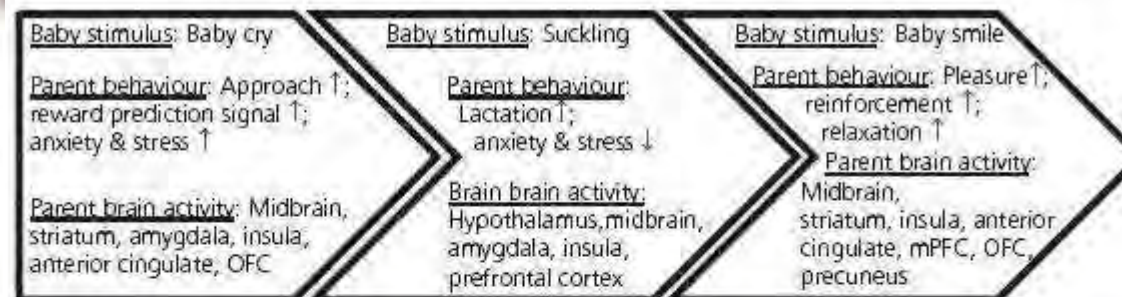 Baby stimulus: Baby cry
Parent behaviour: Approach ↑;
reward prediction signal ↑;
anxiety & stress ↑
Parent brain activity: Midbrain,
striatum, amygdala, insula,
anterior cingulate, OFC
Baby stimulus: Suckling
Parent behaviour:
Lactation↑;
anxiety & stress ↓
Brain brain activity:
Hypothalamus,midbrain,
amygdala, insula,
prefrontal cortex
Baby stimulus: Baby smile
Parent behaviour: Pleasure↑;
reinforcement ↑;
relaxation ↑
Parent brain activity:
Midbrain,
striatum, insula, anterior
cingulate, mPFC, OFC,
precuneus